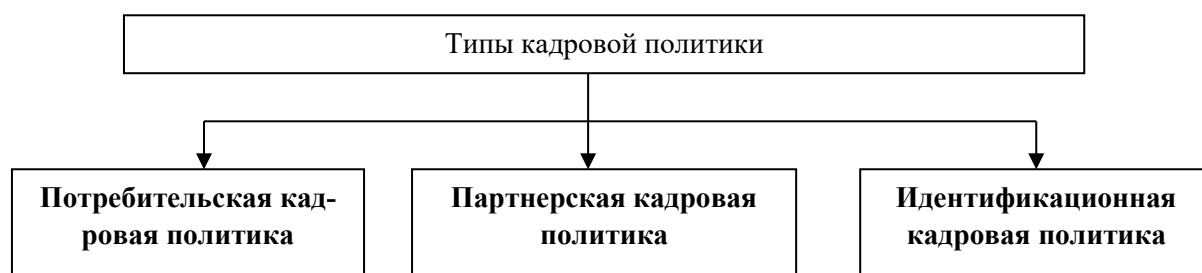 Типы кадровой политики
Потребительская кад-
ровая политика
Партнерская кадровая
политика
Идентификационная
кадровая политика